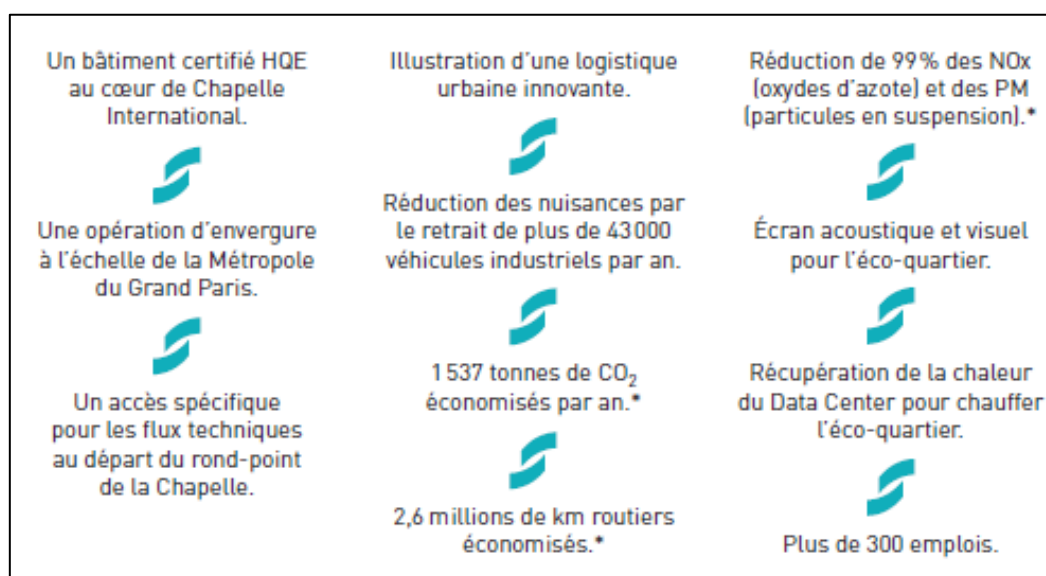 Un bâtiment certifié HQE
au cœur de Chapelle
International.
Une opération d’envergure
à l’échelle de la Métropole
du Grand Paris.
Un accès spécifique
pour les flux techniques
au départ du rond-point
de la Chapelle.
Illustration d’une logistique
urbaine innovante.
Réduction des nuisances par
le retrait de plus de 43 000
véhicules industriels par an.
1 537 tonnes de CO₂
économisés par an.*
2,6 millions de km routiers
économisés.*
Réduction de 99 % des NOx
(oxydes d’azote) et des PM
(particules en suspension).*
Écran acoustique et visuel
pour l’éco-quartier.
Récupération de la chaleur
du Data Center pour chauffer
l’éco-quartier.
Plus de 300 emplois.